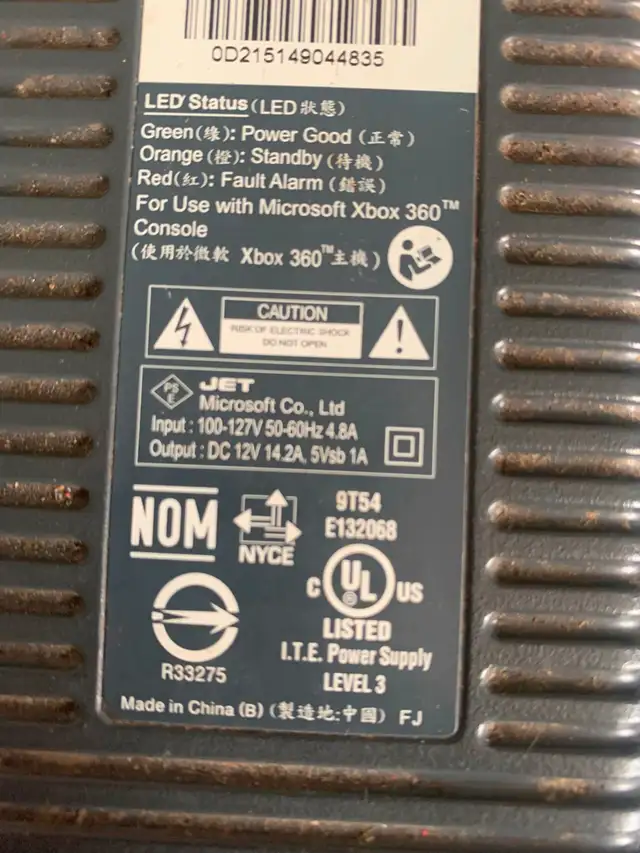 0D215149044835
LED Status (LED 狀態)
Green(綠): Power Good (正常)
Orange(橙): Standby (待機)
Red(紅): Fault Alarm (錯誤)
For Use with Microsoft Xbox 360™
Console
(使用於微軟 Xbox 360™主機)
CAUTION
RISK OF ELECTRIC SHOCK
DO NOT OPEN
PS
E
JET
Microsoft Co., Ltd
Input : 100-127V 50-60Hz 4.8A
Output : DC 12V 14.2A, 5Vsb 1A
NOM
NYCE
9T54
E132068
C UL US
LISTED
I.T.E. Power Supply
LEVEL 3
R33275
Made in China (B) (製造地:中國) FJ